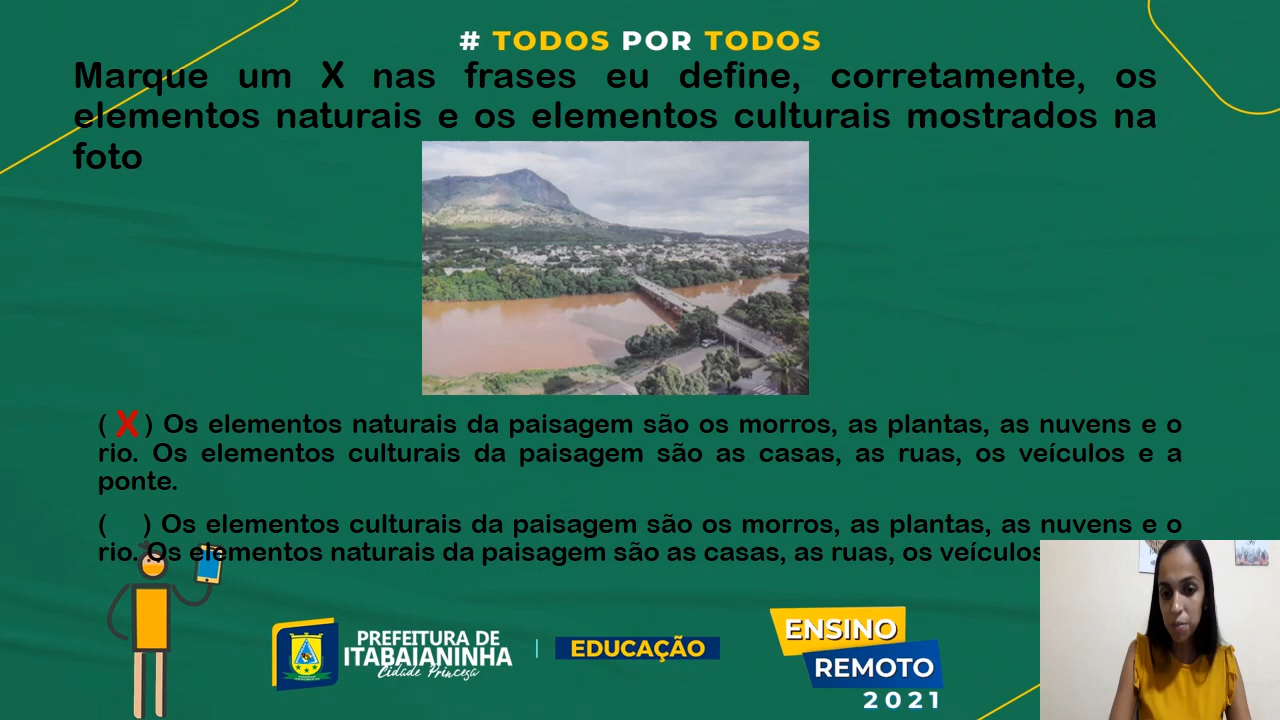 # TODOS POR TODOS
Marque um X nas frases eu define, corretamente, os
elementos naturais e os elementos culturais mostrados na
foto
( X ) Os elementos naturais da paisagem são os morros, as plantas, as nuvens e o
rio. Os elementos culturais da paisagem são as casas, as ruas, os veículos e a
ponte.
( ) Os elementos culturais da paisagem são os morros, as plantas, as nuvens e o
rio. Os elementos naturais da paisagem são as casas, as ruas, os veículos
PREFEITURA DE
ITABAIANINHA
Cidade Princesa
EDUCAÇÃO
ENSINO
REMOTO
2021